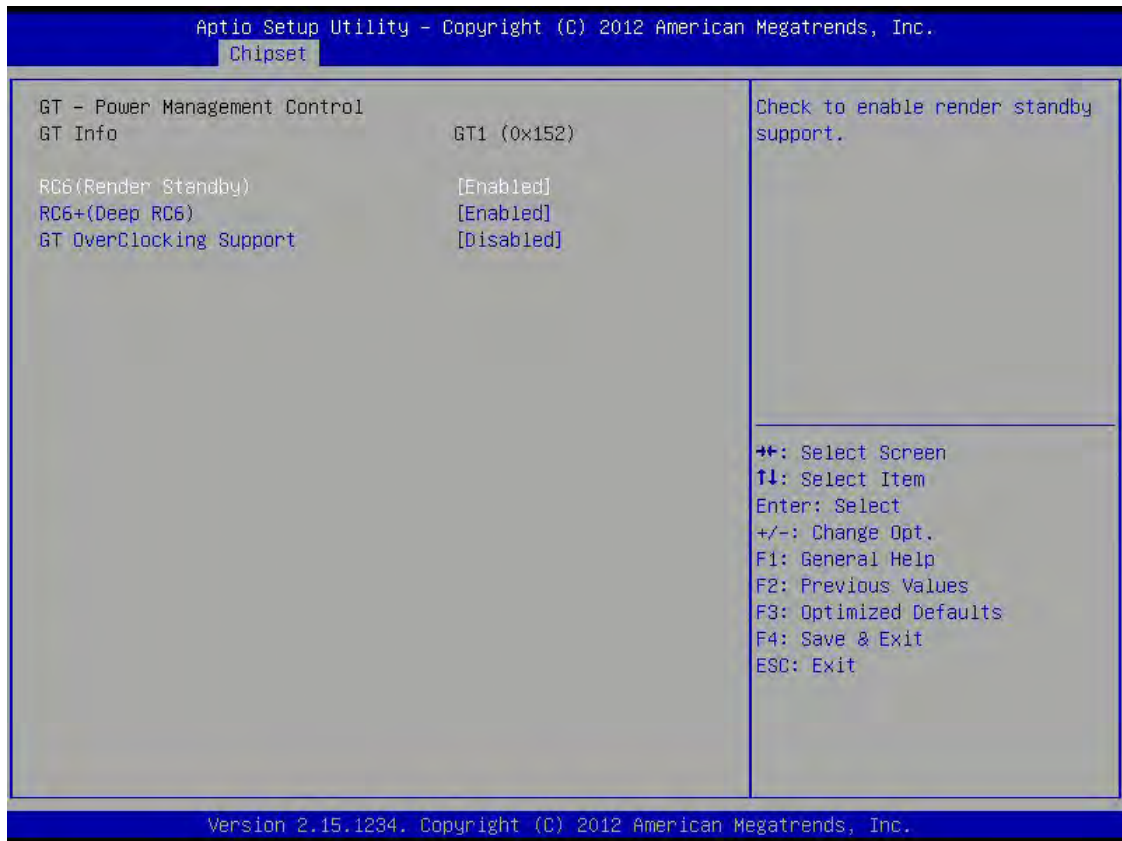 Aptio Setup Utility – Copyright (C) 2012 American Megatrends, Inc.
Chipset
GT – Power Management Control
GT Info GT1 (0x152)
RC6(Render Standby) [Enabled]
RC6+(Deep RC6) [Enabled]
GT OverClocking Support [Disabled]
Check to enable render standby
support.
→←: Select Screen
↑↓: Select Item
Enter: Select
+/-: Change Opt.
F1: General Help
F2: Previous Values
F3: Optimized Defaults
F4: Save & Exit
ESC: Exit
Version 2.15.1234. Copyright (C) 2012 American Megatrends, Inc.